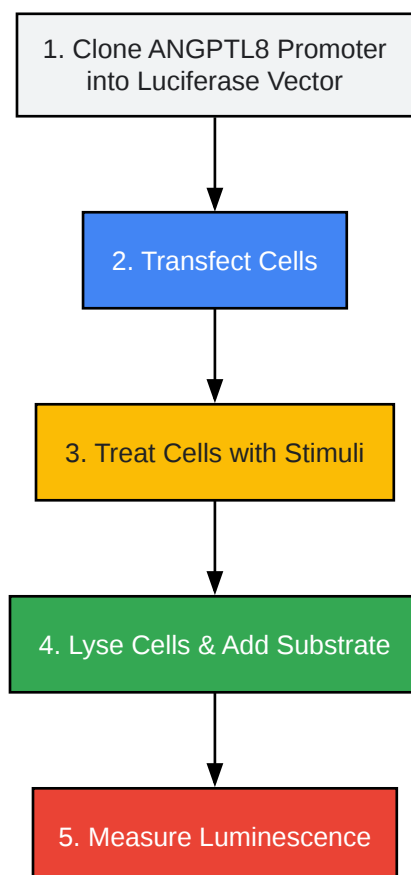 1. Clone ANGPTL8 Promoter
into Luciferase Vector
2. Transfect Cells
3. Treat Cells with Stimuli
4. Lyse Cells & Add Substrate
5. Measure Luminescence